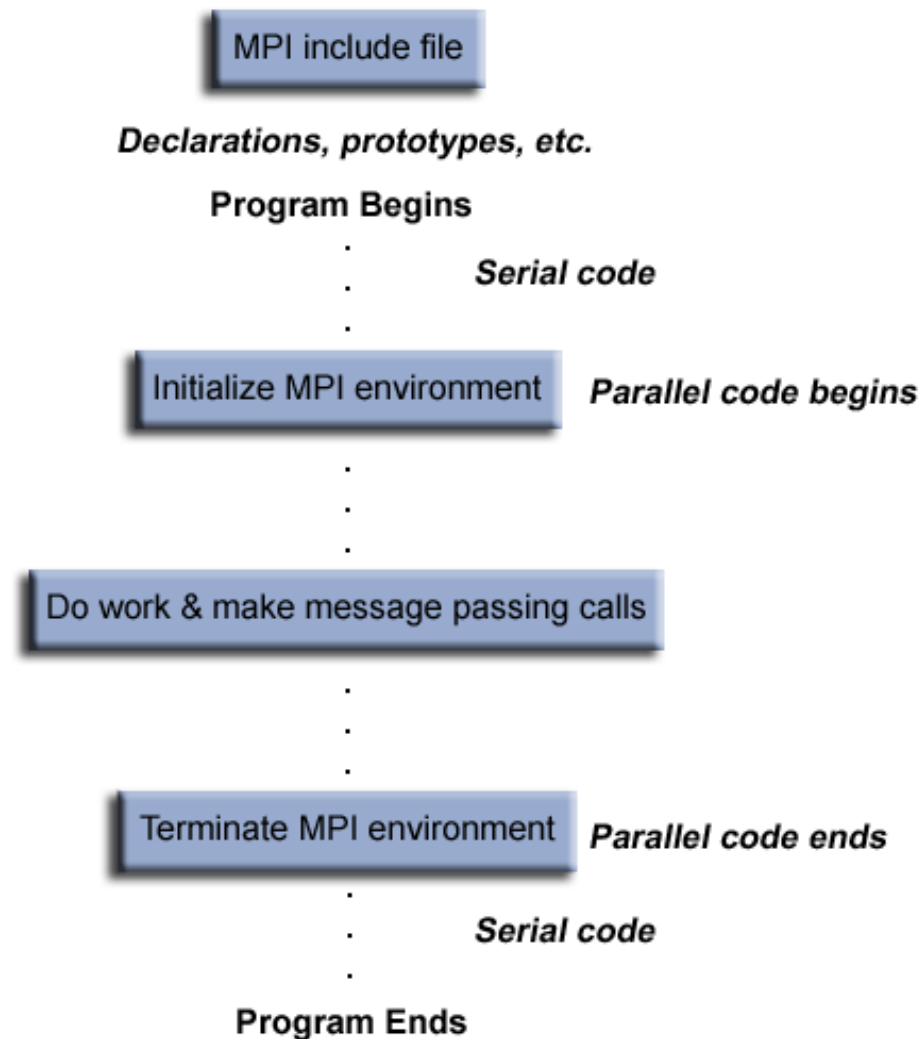 MPI include file
Declarations, prototypes, etc.
Program Begins
Serial code
Initialize MPI environment
Parallel code begins
Do work & make message passing calls
Terminate MPI environment
Parallel code ends
Serial code
Program Ends